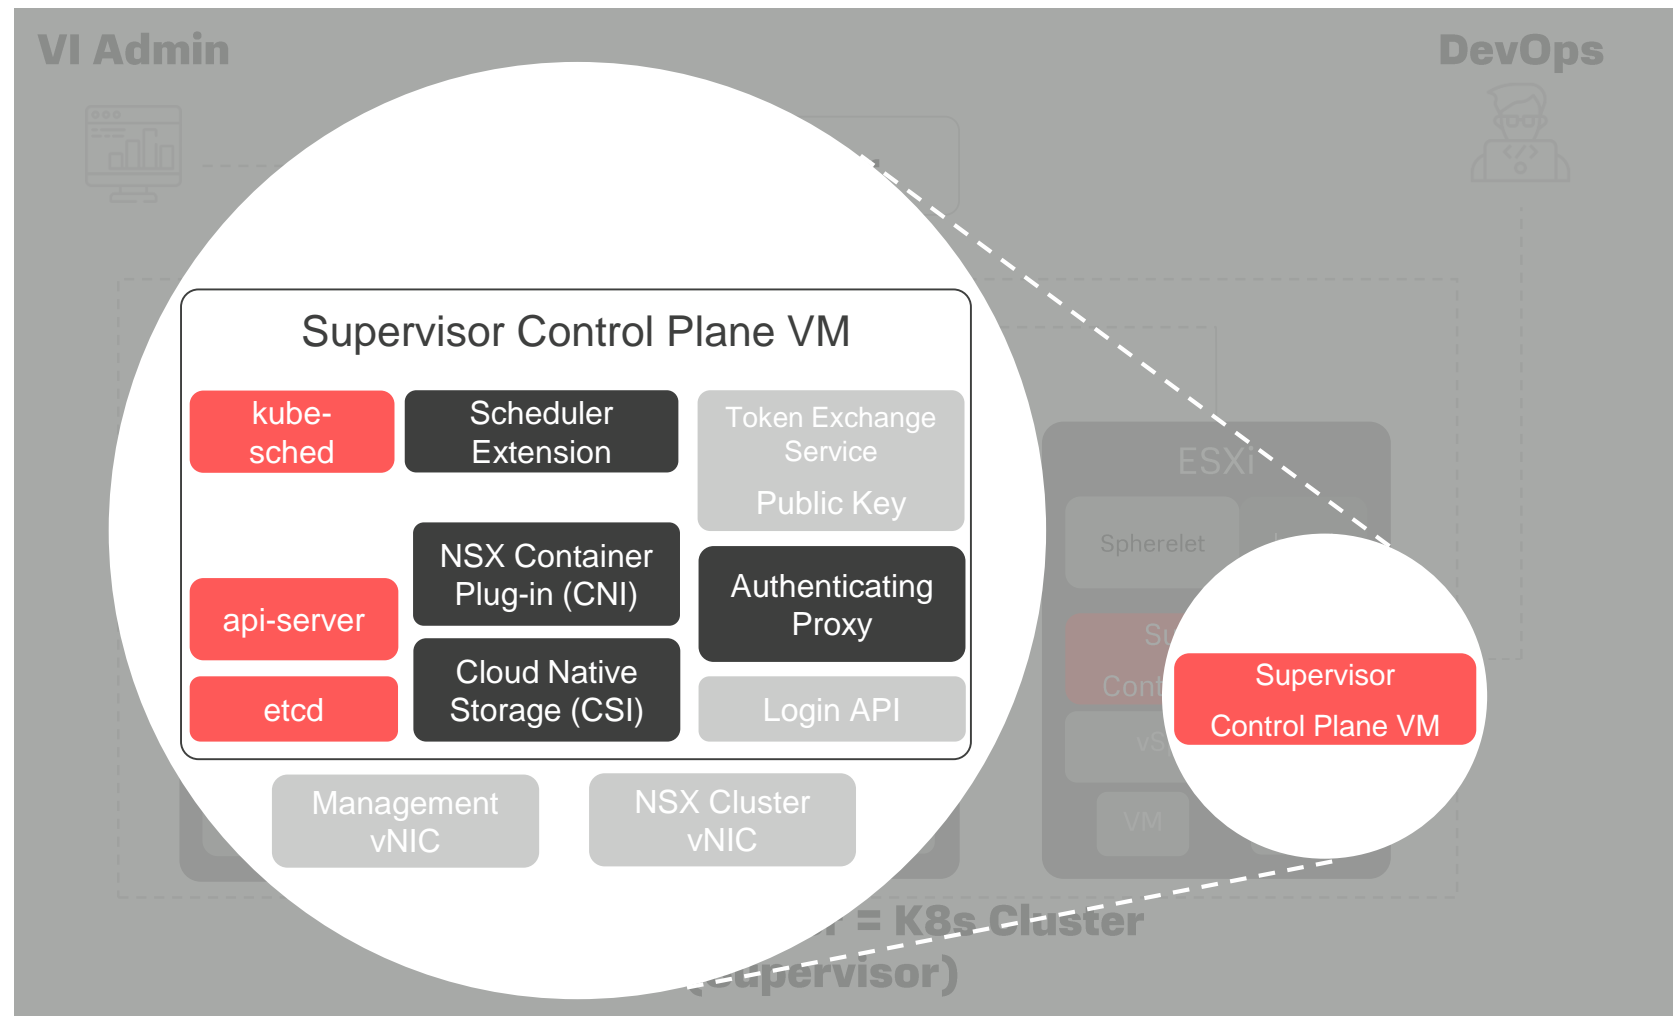 VI Admin
DevOps
Supervisor Control Plane VM
kube-
sched
Scheduler
Extension
Token Exchange
Service
Public Key
NSX Container
Plug-in (CNI)
Authenticating
Proxy
api-server
Cloud Native
Storage (CSI)
etcd
Login API
Management
vNIC
NSX Cluster
vNIC
ESXi
Spherelet
Supervisor
Control Plane VM
VM
= K8s Cluster
(Supervisor)